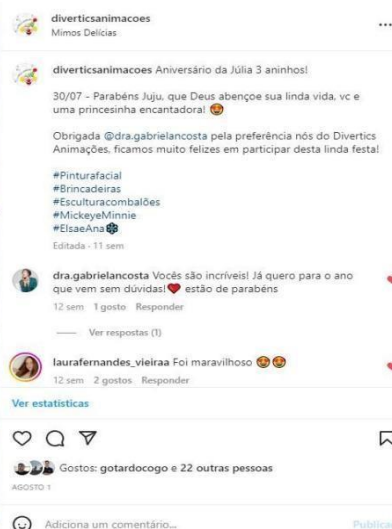 diverticsanimacoes
Mimos Delícias
diverticsanimacoes Aniversário da Júlia 3 aninhos!
30/07 - Parabéns Juju, que Deus abençoe sua linda vida, vc e
uma princesinha encantadora! 🤩
Obrigada @dra.gabrielancosta pela preferência nós do Divertics
Animações, ficamos muito felizes em participar desta linda festa!
#Pinturafacial
#Brincadeiras
#Esculturacombalões
#MickeyeMinnie
#ElsaeAna
Editada · 11 sem
dra.gabrielancosta Vocês são incríveis! Já quero para o ano
que vem sem dúvidas!❤️ estão de parabéns
12 sem 1 gosto Responder
Ver respostas (1)
laurafernandes_vieiraa Foi maravilhoso 🤩🤩
12 sem 2 gostos Responder
Ver estatísticas
Gostos: gotardocogo e 22 outras pessoas
AGOSTO 1
Adiciona um comentário...
Publica